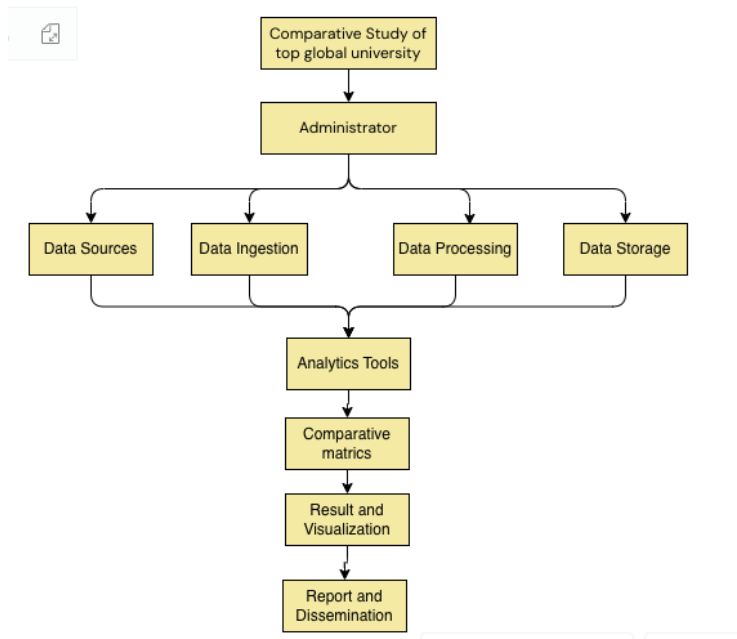 Comparative Study of
top global university
Administrator
Data Sources
Data Ingestion
Data Processing
Data Storage
Analytics Tools
Comparative
matrics
Result and
Visualization
Report and
Dissemination